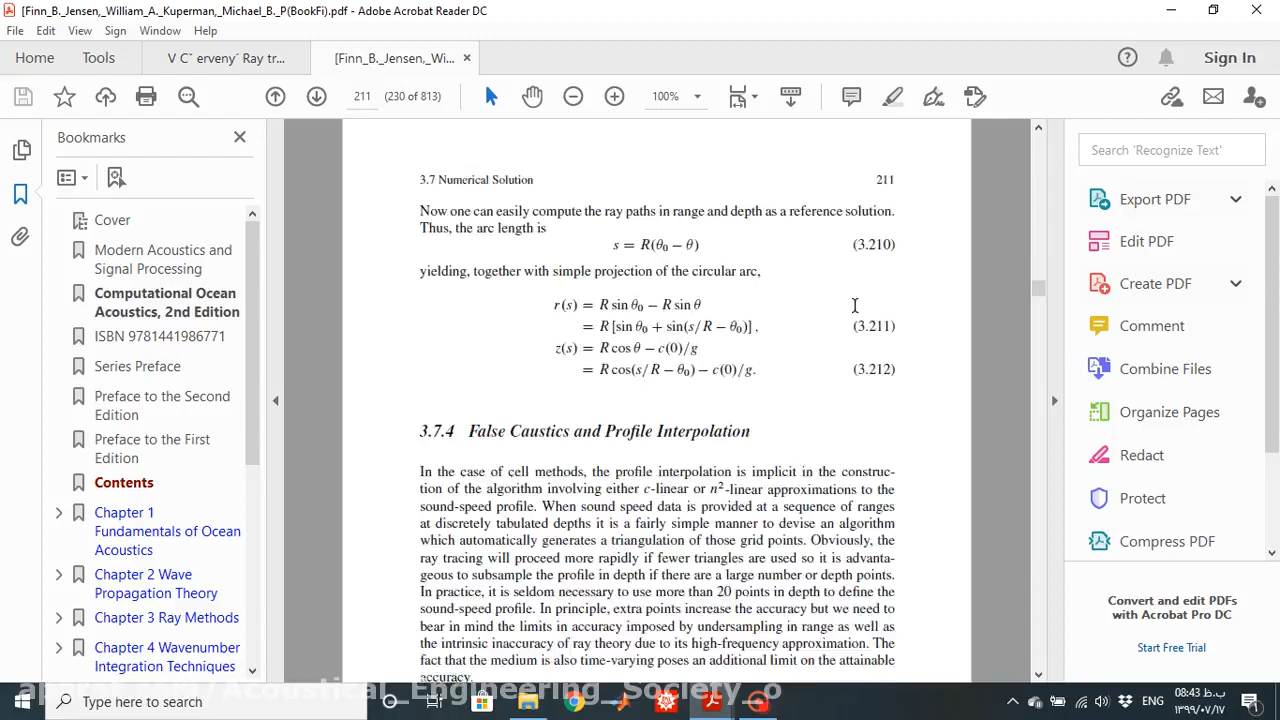 [Finn_B._Jensen,_William_A._Kuperman,_Michael_B._P(BookFi).pdf - Adobe Acrobat Reader DC
File Edit View Sign Window Help
Home Tools V Cˇ erveny´ Ray tr... [Finn_B._Jensen,_Wi... × Sign In
211 (230 of 813) 100%
Bookmarks
Cover
Modern Acoustics and
Signal Processing
Computational Ocean
Acoustics, 2nd Edition
ISBN 9781441986771
Series Preface
Preface to the Second
Edition
Preface to the First
Edition
Contents
Chapter 1
Fundamentals of Ocean
Acoustics
Chapter 2 Wave
Propagation Theory
Chapter 3 Ray Methods
Chapter 4 Wavenumber
Integration Techniques
3.7 Numerical Solution 211
Now one can easily compute the ray paths in range and depth as a reference solution.
Thus, the arc length is
s = R(θ₀ − θ) (3.210)
yielding, together with simple projection of the circular arc,
r(s) = R sin θ₀ − R sin θ
= R [sin θ₀ + sin(s/R − θ₀)] , (3.211)
z(s) = R cos θ − c(0)/g
= R cos(s/R − θ₀) − c(0)/g. (3.212)
3.7.4 False Caustics and Profile Interpolation
In the case of cell methods, the profile interpolation is implicit in the construc-
tion of the algorithm involving either c-linear or n²-linear approximations to the
sound-speed profile. When sound speed data is provided at a sequence of ranges
at discretely tabulated depths it is a fairly simple manner to devise an algorithm
which automatically generates a triangulation of those grid points. Obviously, the
ray tracing will proceed more rapidly if fewer triangles are used so it is advanta-
geous to subsample the profile in depth if there are a large number or depth points.
In practice, it is seldom necessary to use more than 20 points in depth to define the
sound-speed profile. In principle, extra points increase the accuracy but we need to
bear in mind the limits in accuracy imposed by undersampling in range as well as
the intrinsic inaccuracy of ray theory due to its high-frequency approximation. The
fact that the medium is also time-varying poses an additional limit on the attainable
accuracy.
Search 'Recognize Text'
Export PDF
Edit PDF
Create PDF
Comment
Combine Files
Organize Pages
Redact
Protect
Compress PDF
Convert and edit PDFs
with Acrobat Pro DC
Start Free Trial
Type here to search
ENG
08:43 ب.ظ
۱۳۹۹/۰۷/۱۷